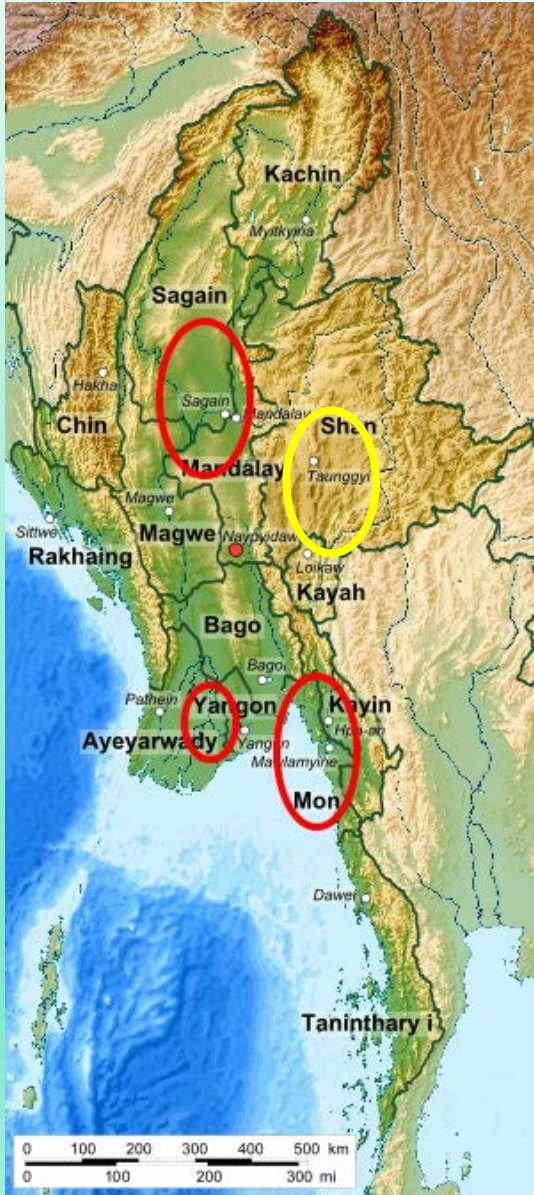 Kachin
Myitkyina
Sagain
Hakha
Sagain
Mandalay
Chin
Shan
Mandalay
Taunggyi
Magwe
Sittwe
Magwe
Naypyidaw
Rakhaing
Loikaw
Kayah
Bago
Bago
Pathein
Yangon
Kayin
Hpa-an
Ayeyarwady
Yangon
Mawlamyine
Mon
Dawei
Taninthary i
0 100 200 300 400 500 km
0 100 200 300 mi